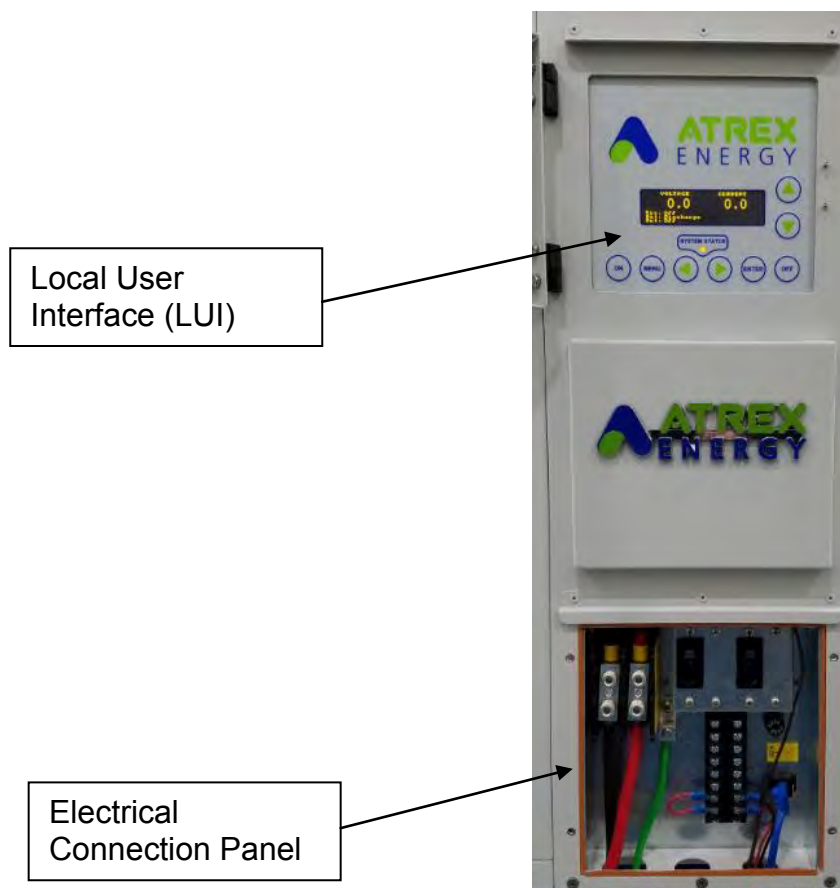 ATREX
ENERGY
VOLTAGE CURRENT
0.0 0.0
SYSTEM STATUS
ON MENU ENTER OFF
Local User
Interface (LUI)
ATREX
ENERGY
Electrical
Connection Panel